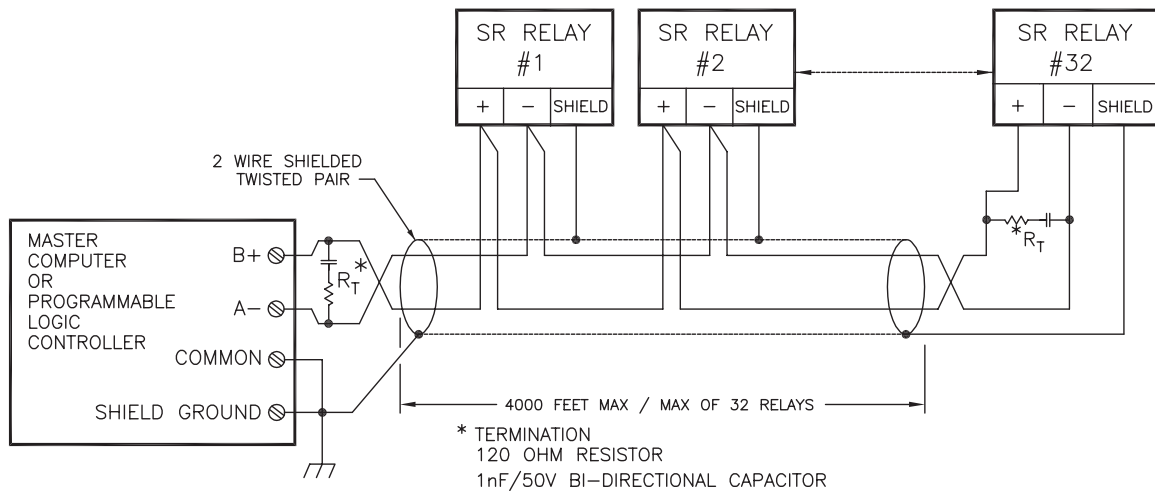 SR RELAY
#1
+ − SHIELD
SR RELAY
#2
+ − SHIELD
SR RELAY
#32
+ − SHIELD
2 WIRE SHIELDED
TWISTED PAIR
MASTER
COMPUTER
OR
PROGRAMMABLE
LOGIC
CONTROLLER
B+
A−
COMMON
SHIELD GROUND
RT *
* RT
4000 FEET MAX / MAX OF 32 RELAYS
* TERMINATION
120 OHM RESISTOR
1nF/50V BI−DIRECTIONAL CAPACITOR